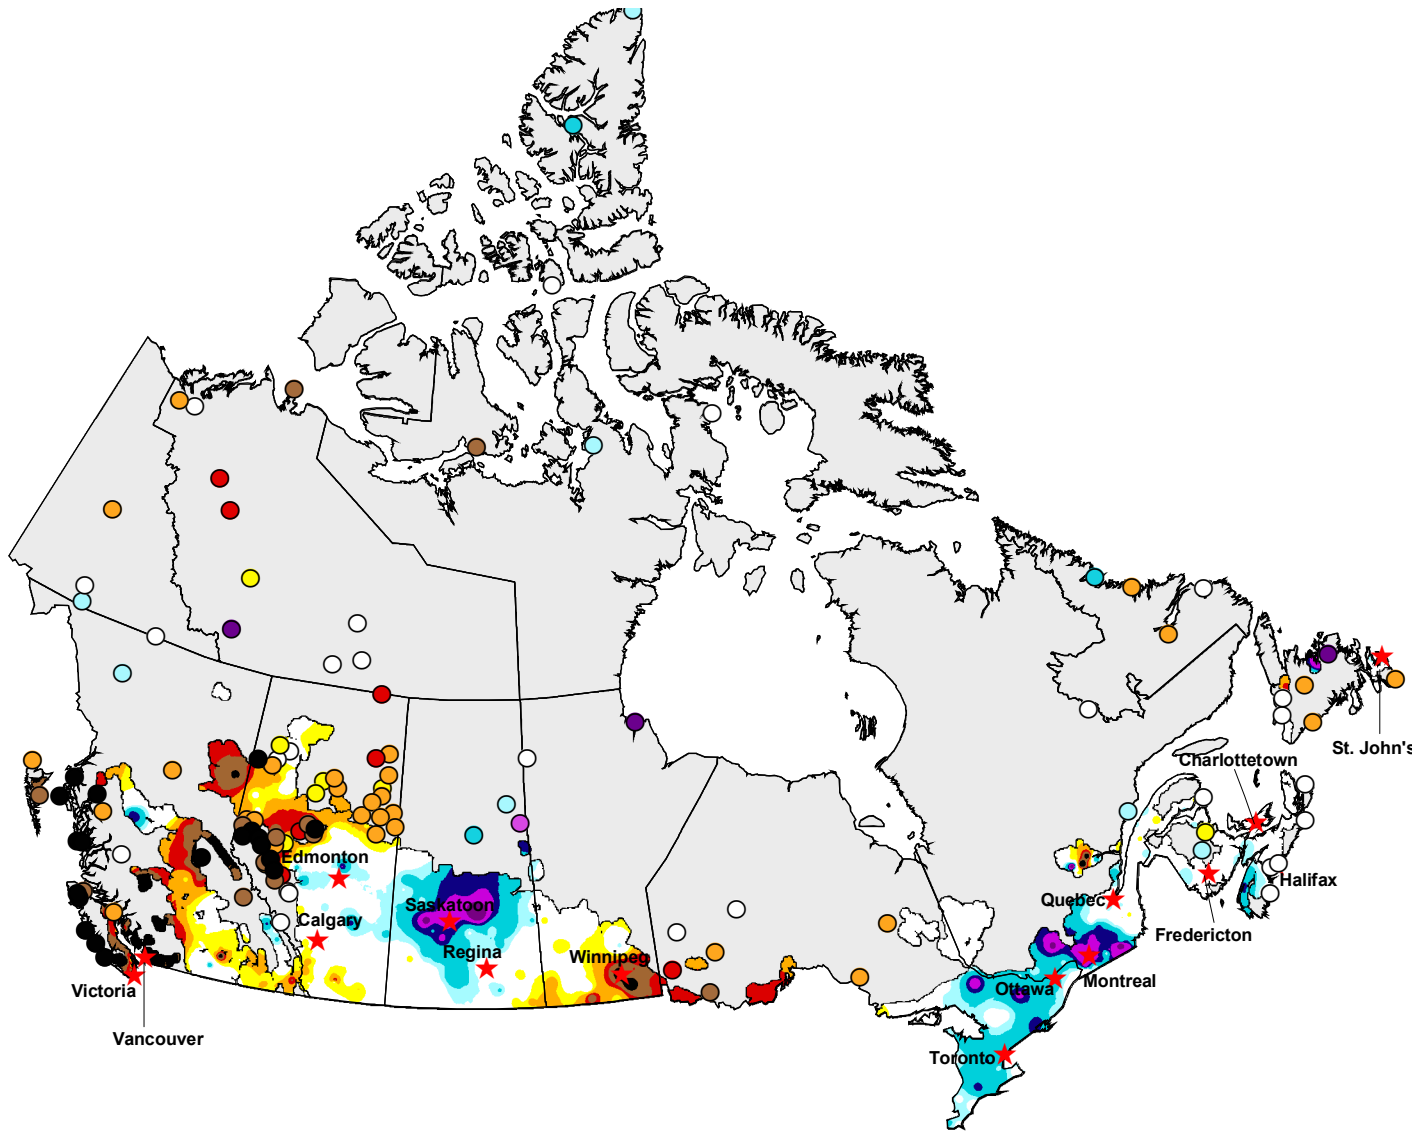 St. John's
Charlottetown
Edmonton
Halifax
Quebec
Saskatoon
Calgary
Fredericton
Regina
Winnipeg
Montreal
Ottawa
Victoria
Vancouver
Toronto